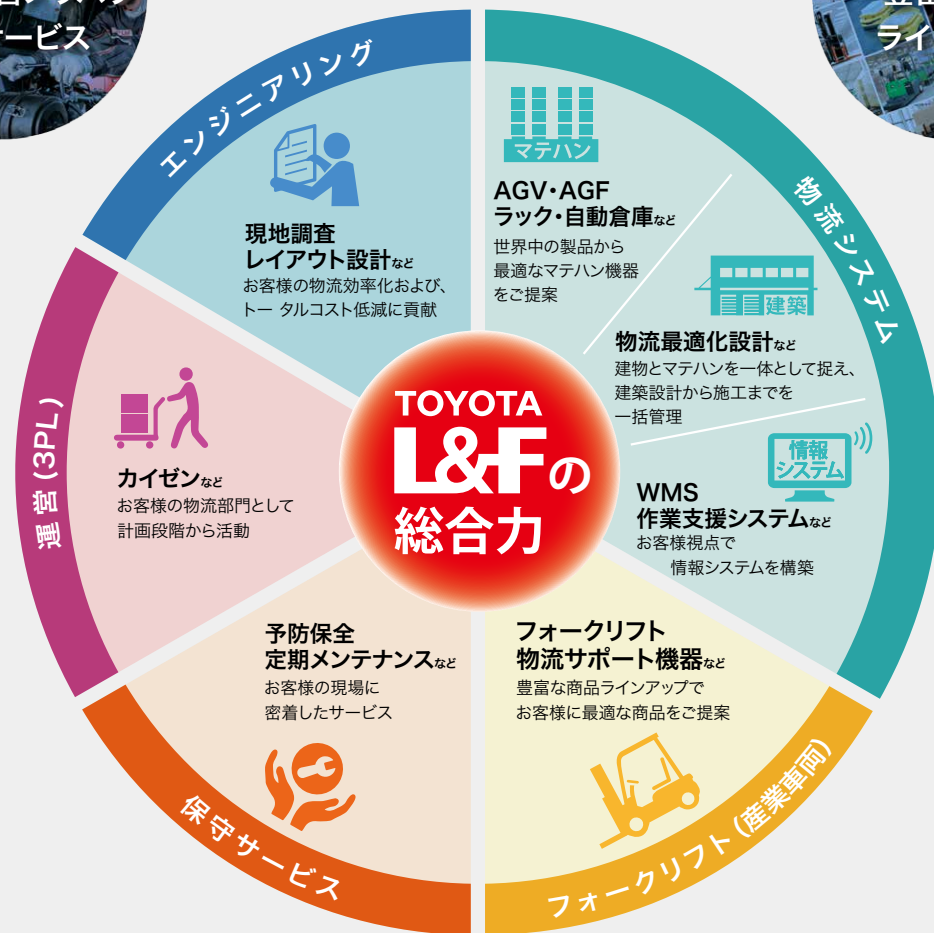 ービス
ライ
エンジニアリング
現地調査
レイアウト設計など
お客様の物流効率化および、
トー タルコスト低減に貢献
物流システム
マテハン
AGV・AGF
ラック・自動倉庫など
世界中の製品から
最適なマテハン機器
をご提案
建築
物流最適化設計など
建物とマテハンを一体として捉え、
建築設計から施工までを
一括管理
情報
システム
WMS
作業支援システムなど
お客様視点で
情報システムを構築
TOYOTA
L&Fの
総合力
運営(3PL)
カイゼンなど
お客様の物流部門として
計画段階から活動
予防保全
定期メンテナンスなど
お客様の現場に
密着したサービス
保守サービス
フォークリフト
物流サポート機器など
豊富な商品ラインアップで
お客様に最適な商品をご提案
フォークリフト(産業車両)